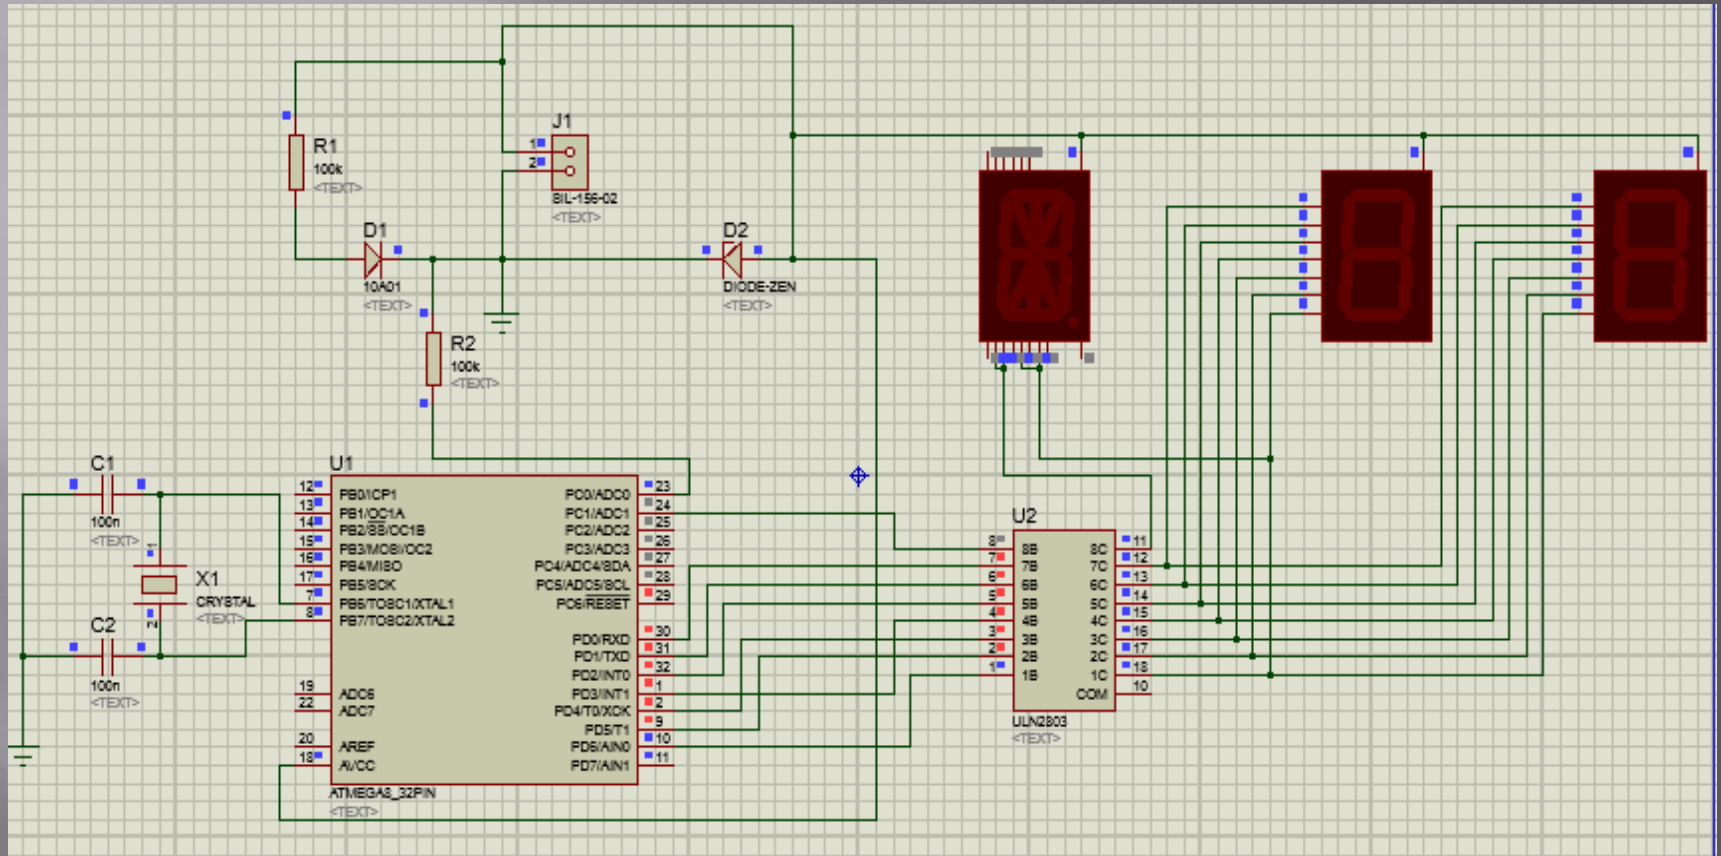 J1
1
2
SIL-156-02
<TEXT>
R1
100k
<TEXT>
D1
10A01
<TEXT>
D2
DIODE-ZEN
<TEXT>
R2
100k
<TEXT>
C1
100n
<TEXT>
X1
CRYSTAL
<TEXT>
1
2
C2
100n
<TEXT>
U1
12 PB0/ICP1 PC0/ADC0 23
13 PB1/OC1A PC1/ADC1 24
14 PB2/SS/OC1B PC2/ADC2 25
15 PB3/MOSI/OC2 PC3/ADC3 26
16 PB4/MISO PC4/ADC4/SDA 27
17 PB5/SCK PC5/ADC5/SCL 28
7 PB6/TOSC1/XTAL1 PC6/RESET 29
8 PB7/TOSC2/XTAL2
PD0/RXD 30
PD1/TXD 31
PD2/INT0 32
19 ADC6 PD3/INT1 1
22 ADC7 PD4/T0/XCK 2
PD5/T1 9
20 AREF PD6/AIN0 10
18 AVCC PD7/AIN1 11
ATMEGA8_32PIN
<TEXT>
U2
8 8B 8C 11
7 7B 7C 12
6 6B 6C 13
5 5B 5C 14
4 4B 4C 15
3 3B 3C 16
2 2B 2C 17
1 1B 1C 18
COM 10
ULN2803
<TEXT>